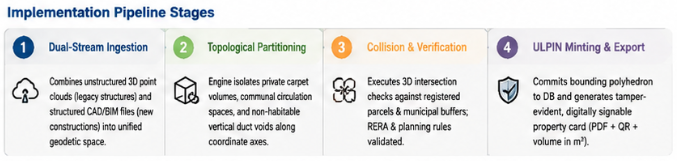 Implementation Pipeline Stages
1
Dual-Stream Ingestion
Combines unstructured 3D point
clouds (legacy structures) and
structured CAD/BIM files (new
constructions) into unified
geodetic space.
2
Topological Partitioning
Engine isolates private carpet
volumes, communal circulation
spaces, and non-habitable
vertical duct voids along
coordinate axes.
3
Collision & Verification
Executes 3D intersection
checks against registered
parcels & municipal buffers;
RERA & planning rules
validated.
4
ULPIN Minting & Export
Commits bounding polyhedron
to DB and generates tamper-
evident, digitally signable
property card (PDF + QR +
volume in m³).